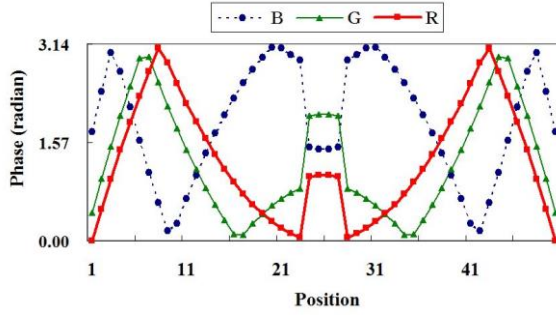 B G R
3.14
1.57
0.00
Phase (radian)
1 11 21 31 41
Position